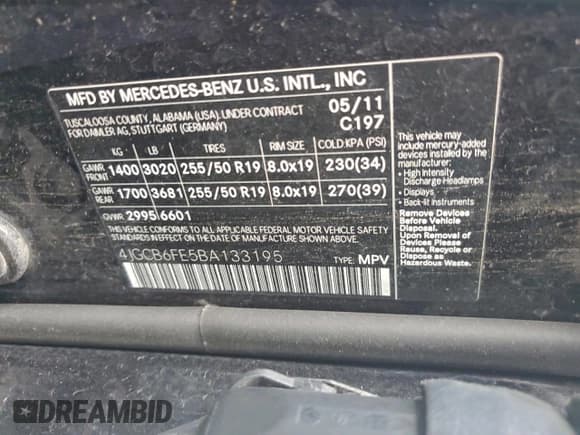 MFD BY MERCEDES-BENZ U.S. INTL., INC
TUSCALOOSA COUNTY, ALABAMA (USA) UNDER CONTRACT 05/11
FOR DAIMLER AG, STUTTGART (GERMANY) C197
KG LB TIRES RIM SIZE COLD KPA (PSI)
GAWR FRONT 1400 3020 255/50 R19 8.0x19 230(34)
GAWR REAR 1700 3681 255/50 R19 8.0x19 270(39)
GVWR 2995 6601
THIS VEHICLE CONFORMS TO ALL APPLICABLE FEDERAL MOTOR VEHICLE SAFETY
STANDARDS IN EFFECT ON THE DATE OF MANUFACTURE SHOWN ABOVE.
4JGCB6FE5BA133195 TYPE: MPV
This vehicle may
include mercury-added
devices installed by the
manufacturer:
• High Intensity
Discharge Headlamps
• Displays
• Back-lit Instruments
Remove Devices
Before Vehicle
Disposal.
Upon Removal of
Devices Please
Reuse, Recycle or
Dispose as
Hazardous Waste.
DREAMBID